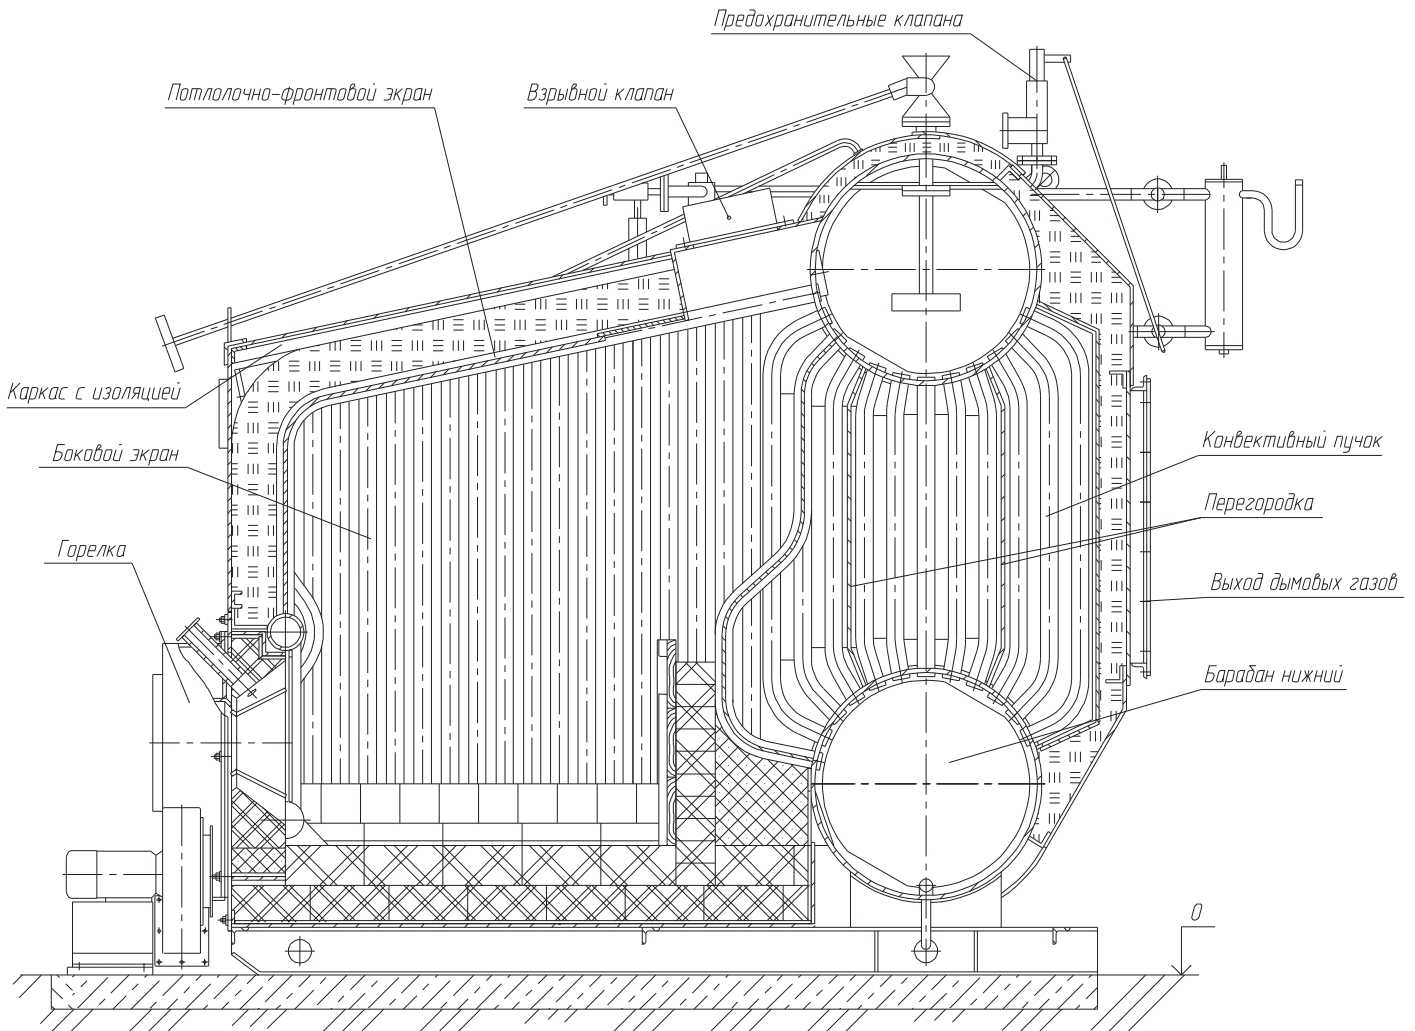 Предохранительные клапана
Потлолочно-фронтовой экран
Взрывной клапан
Каркас с изоляцией
Боковой экран
Горелка
Конвективный пучок
Перегородка
Выход дымовых газов
Барабан нижний
0